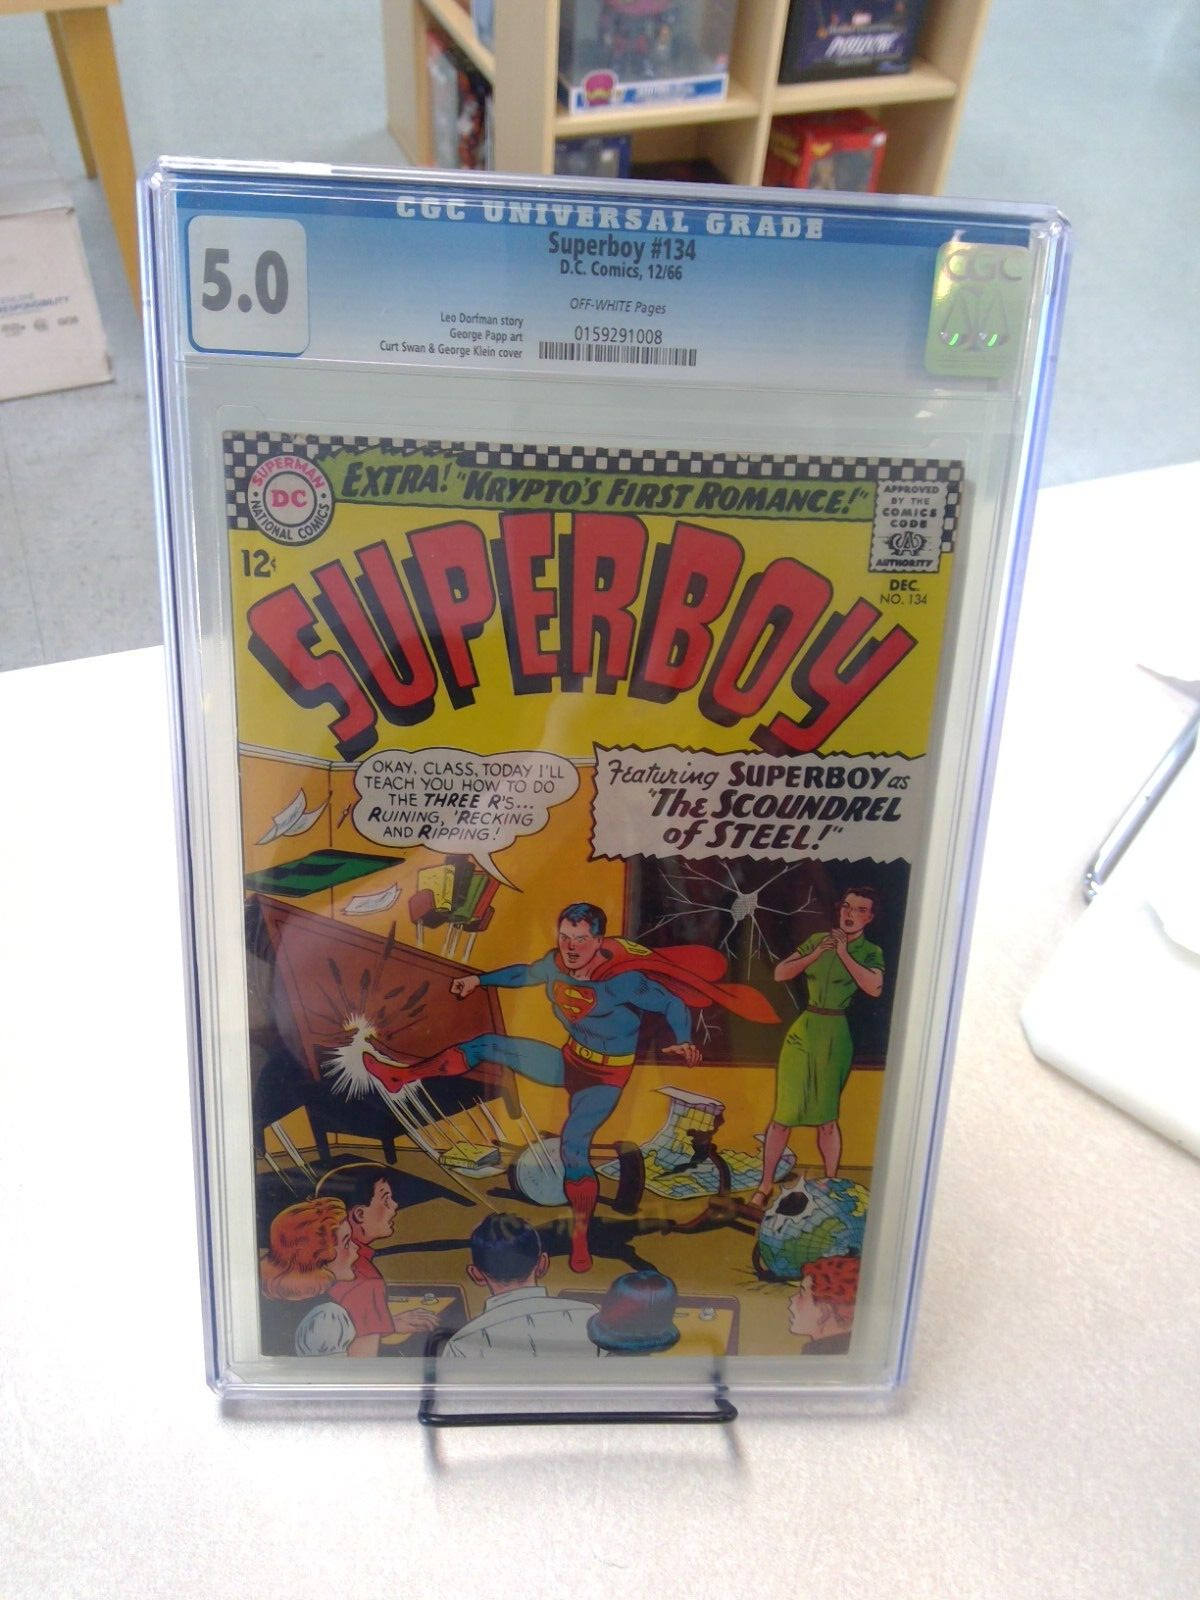 CGC UNIVERSAL GRADE
5.0
Superboy #134
D.C. Comics, 12/66
OFF-WHITE Pages
Leo Dorfman story
George Papp art
Curt Swan & George Klein cover
0159291008
CGC
SUPERMAN
DC
NATIONAL COMICS
EXTRA! "KRYPTO'S FIRST ROMANCE!"
APPROVED
BY THE
COMICS
CODE
AUTHORITY
12¢
DEC.
NO. 134
SUPERBOY
OKAY, CLASS, TODAY I'LL
TEACH YOU HOW TO DO
THE THREE R'S...
RUINING, 'RECKING
AND RIPPING!
Featuring SUPERBOY as
"THE SCOUNDREL
of STEEL!"
S
RESPONSIBILITY